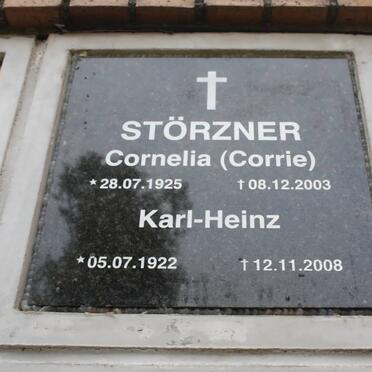 STÖRZNER
Cornelia (Corrie)
*28.07.1925 †08.12.2003
Karl-Heinz
*05.07.1922 †12.11.2008